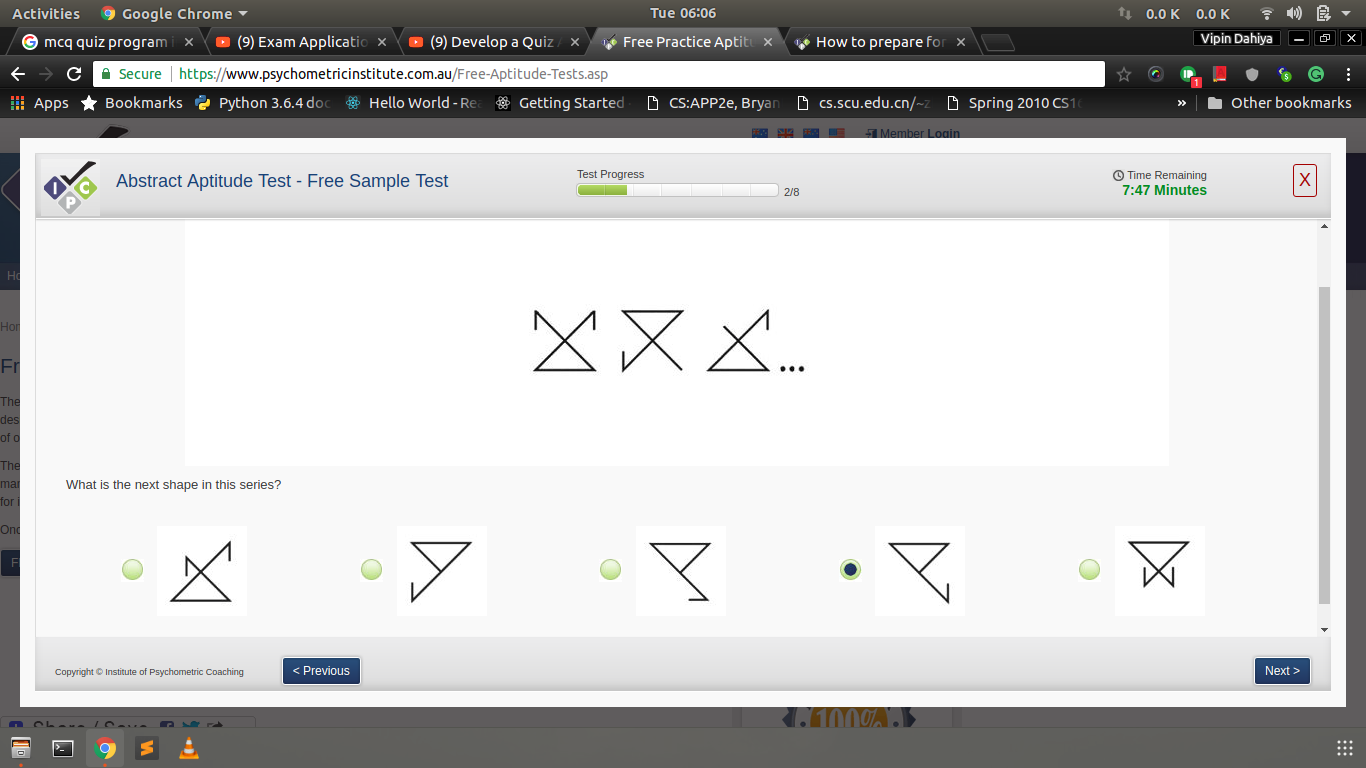 Activities Google Chrome Tue 06:06 0.0 K 0.0 K
mcq quiz program (9) Exam Applicatio (9) Develop a Quiz Free Practice Aptit How to prepare for Vipin Dahiya
Secure https://www.psychometricinstitute.com.au/Free-Aptitude-Tests.asp 1
Apps Bookmarks Python 3.6.4 doc Hello World - Rea Getting Started CS:APP2e, Bryan cs.scu.edu.cn/~z Spring 2010 CS1 » Other bookmarks
Member Login
I P C
Abstract Aptitude Test - Free Sample Test
Test Progress
2/8
Time Remaining
7:47 Minutes
X
What is the next shape in this series?
Copyright © Institute of Psychometric Coaching
< Previous
Next >
Share / Save
100%